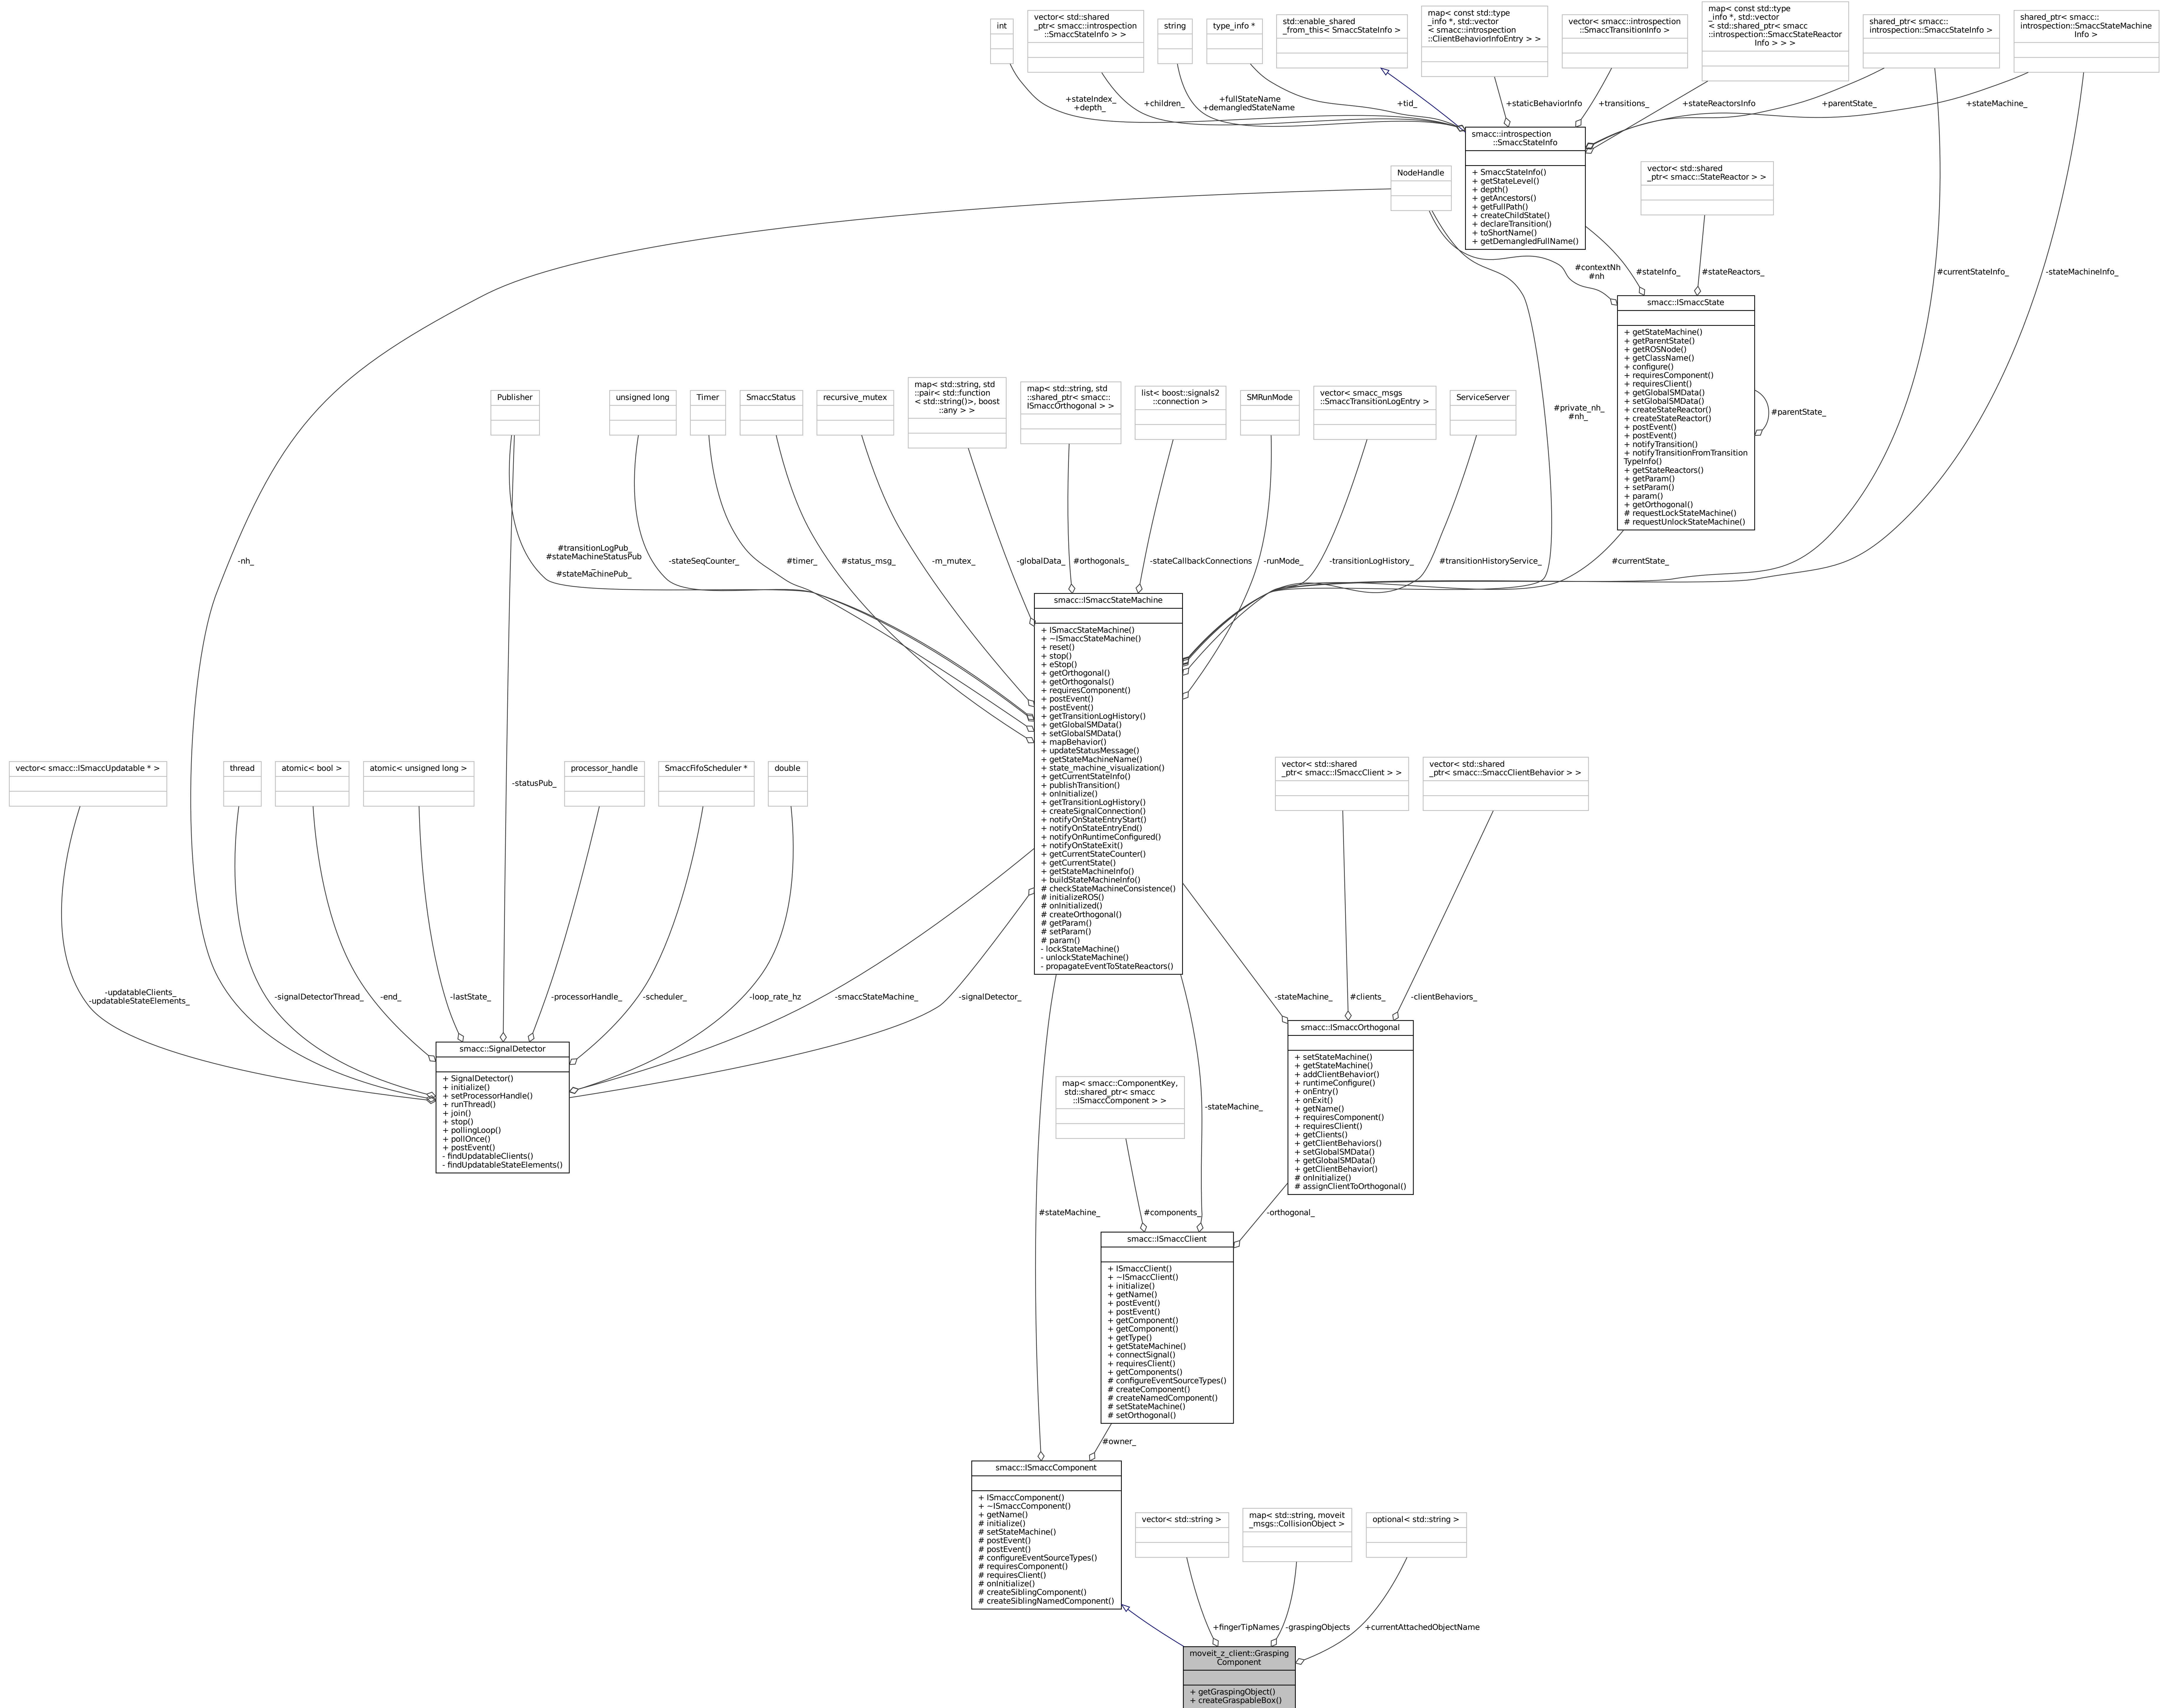 int
vector< std::shared
_ptr< smacc::introspection
::SmaccStateInfo > >
string
type_info *
std::enable_shared
_from_this< SmaccStateInfo >
map< const std::type
_info *, std::vector
< smacc::introspection
::ClientBehaviorInfoEntry > >
vector< smacc::introspection
::SmaccTransitionInfo >
map< const std::type
_info *, std::vector
< std::shared_ptr< smacc
::introspection::SmaccStateReactor
Info > > >
shared_ptr< smacc::
introspection::SmaccStateInfo >
shared_ptr< smacc::
introspection::SmaccStateMachine
Info >
+stateIndex_
+depth_
+children_
+fullStateName
+demangledStateName
+tid_
+staticBehaviorInfo
+transitions_
+stateReactorsInfo
+parentState_
+stateMachine_
smacc::introspection
::SmaccStateInfo
+ SmaccStateInfo()
+ getStateLevel()
+ depth()
+ getAncestors()
+ getFullPath()
+ createChildState()
+ declareTransition()
+ toShortName()
+ getDemangledFullName()
NodeHandle
vector< std::shared
_ptr< smacc::StateReactor > >
#contextNh
#nh
#stateInfo_
#stateReactors_
#currentStateInfo_
-stateMachineInfo_
smacc::ISmaccState
+ getStateMachine()
+ getParentState()
+ getROSNode()
+ getClassName()
+ configure()
+ requiresComponent()
+ requiresClient()
+ getGlobalSMData()
+ setGlobalSMData()
+ createStateReactor()
+ createStateReactor()
+ postEvent()
+ postEvent()
+ notifyTransition()
+ notifyTransitionFromTransition
TypeInfo()
+ getStateReactors()
+ getParam()
+ setParam()
+ param()
+ getOrthogonal()
# requestLockStateMachine()
# requestUnlockStateMachine()
#parentState_
Publisher
unsigned long
Timer
SmaccStatus
recursive_mutex
map< std::string, std
::pair< std::function
< std::string()>, boost
::any > >
map< std::string, std
::shared_ptr< smacc::
ISmaccOrthogonal > >
list< boost::signals2
::connection >
SMRunMode
vector< smacc_msgs
::SmaccTransitionLogEntry >
ServiceServer
#private_nh_
#nh_
-nh_
#transitionLogPub_
#stateMachineStatusPub
_
#stateMachinePub_
-stateSeqCounter_
#timer_
#status_msg_
-m_mutex_
-globalData_
#orthogonals_
-stateCallbackConnections
-runMode_
-transitionLogHistory_
#transitionHistoryService_
#currentState_
smacc::ISmaccStateMachine
+ ISmaccStateMachine()
+ ~ISmaccStateMachine()
+ reset()
+ stop()
+ eStop()
+ getOrthogonal()
+ getOrthogonals()
+ requiresComponent()
+ postEvent()
+ postEvent()
+ getTransitionLogHistory()
+ getGlobalSMData()
+ setGlobalSMData()
+ mapBehavior()
+ updateStatusMessage()
+ getStateMachineName()
+ state_machine_visualization()
+ getCurrentStateInfo()
+ publishTransition()
+ onInitialize()
+ getTransitionLogHistory()
+ createSignalConnection()
+ notifyOnStateEntryStart()
+ notifyOnStateEntryEnd()
+ notifyOnRuntimeConfigured()
+ notifyOnStateExit()
+ getCurrentStateCounter()
+ getCurrentState()
+ getStateMachineInfo()
+ buildStateMachineInfo()
# checkStateMachineConsistence()
# initializeROS()
# onInitialized()
# createOrthogonal()
# getParam()
# setParam()
# param()
- lockStateMachine()
- unlockStateMachine()
- propagateEventToStateReactors()
vector< smacc::ISmaccUpdatable * >
thread
atomic< bool >
atomic< unsigned long >
-statusPub_
processor_handle
SmaccFifoScheduler *
double
vector< std::shared
_ptr< smacc::ISmaccClient > >
vector< std::shared
_ptr< smacc::SmaccClientBehavior > >
-updatableClients_
-updatableStateElements_
-signalDetectorThread_
-end_
-lastState_
-processorHandle_
-scheduler_
-loop_rate_hz
-smaccStateMachine_
-signalDetector_
-stateMachine_
#clients_
-clientBehaviors_
smacc::SignalDetector
+ SignalDetector()
+ initialize()
+ setProcessorHandle()
+ runThread()
+ join()
+ stop()
+ pollingLoop()
+ pollOnce()
+ postEvent()
- findUpdatableClients()
- findUpdatableStateElements()
smacc::ISmaccOrthogonal
+ setStateMachine()
+ getStateMachine()
+ addClientBehavior()
+ runtimeConfigure()
+ onEntry()
+ onExit()
+ getName()
+ requiresComponent()
+ requiresClient()
+ getClients()
+ getClientBehaviors()
+ setGlobalSMData()
+ getGlobalSMData()
+ getClientBehavior()
# onInitialize()
# assignClientToOrthogonal()
map< smacc::ComponentKey,
std::shared_ptr< smacc
::ISmaccComponent > >
-stateMachine_
#stateMachine_
#components_
-orthogonal_
smacc::ISmaccClient
+ ISmaccClient()
+ ~ISmaccClient()
+ initialize()
+ getName()
+ postEvent()
+ postEvent()
+ getComponent()
+ getComponent()
+ getType()
+ getStateMachine()
+ connectSignal()
+ requiresClient()
+ getComponents()
# configureEventSourceTypes()
# createComponent()
# createNamedComponent()
# setStateMachine()
# setOrthogonal()
#owner_
smacc::ISmaccComponent
+ ISmaccComponent()
+ ~ISmaccComponent()
+ getName()
# initialize()
# setStateMachine()
# postEvent()
# postEvent()
# configureEventSourceTypes()
# requiresComponent()
# requiresClient()
# onInitialize()
# createSiblingComponent()
# createSiblingNamedComponent()
vector< std::string >
map< std::string, moveit
_msgs::CollisionObject >
optional< std::string >
+fingerTipNames
-graspingObjects
+currentAttachedObjectName
moveit_z_client::Grasping
Component
+ getGraspingObject()
+ createGraspableBox()